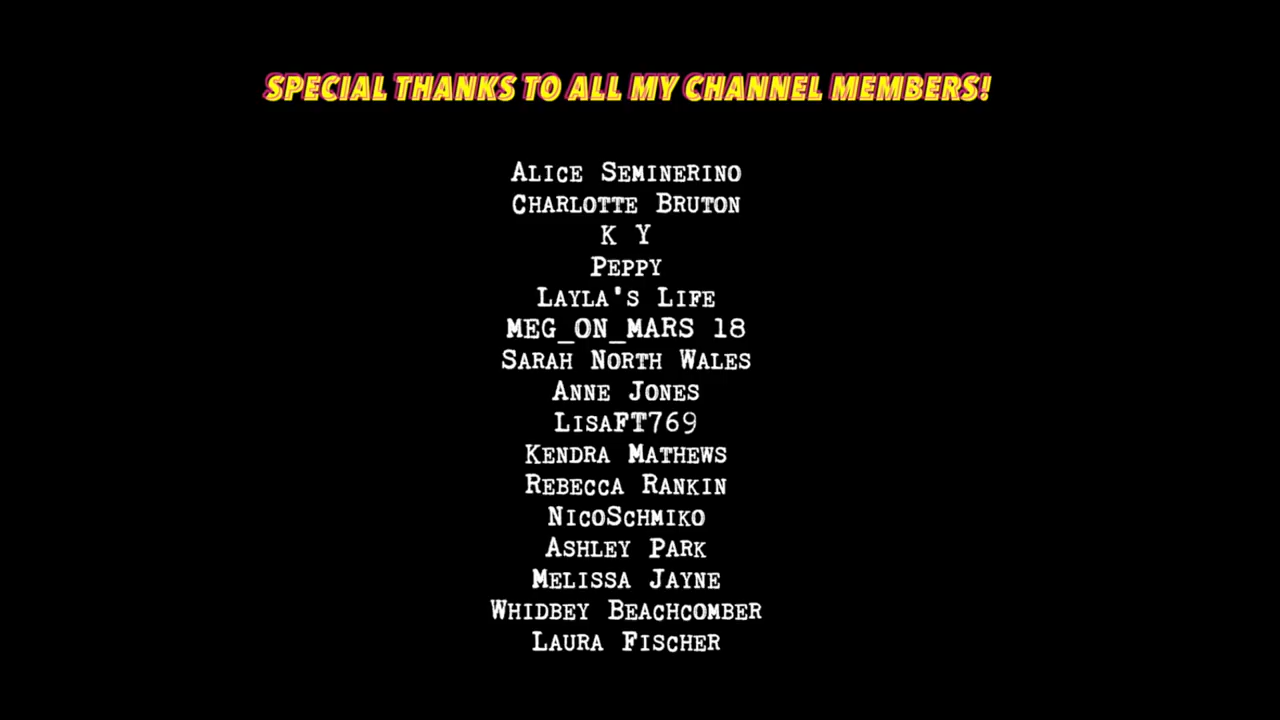 SPECIAL THANKS TO ALL MY CHANNEL MEMBERS!
Alice Seminerino
Charlotte Bruton
K Y
Peppy
Layla's Life
MEG_ON_MARS 18
Sarah North Wales
Anne Jones
LisaFT769
Kendra Mathews
Rebecca Rankin
NicoSchmiko
Ashley Park
Melissa Jayne
Whidbey Beachcomber
Laura Fischer